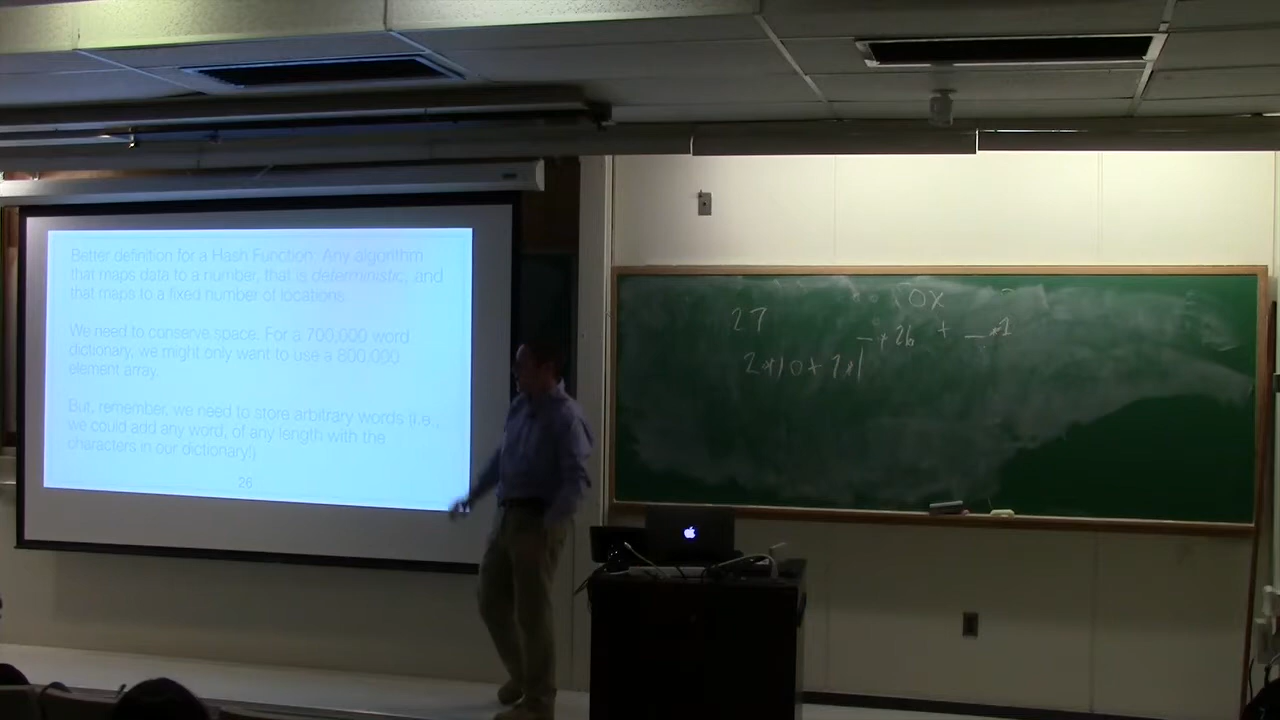 Better definition for a Hash Function: Any algorithm
that maps data to a number, that is deterministic, and
that maps to a fixed number of locations.
We need to conserve space. For a 700,000 word
dictionary, we might only want to use a 800,000
element array.
But, remember, we need to store arbitrary words (i.e.,
we could add any word, of any length with the
characters in our dictionary!)
26
OX
27
26 +